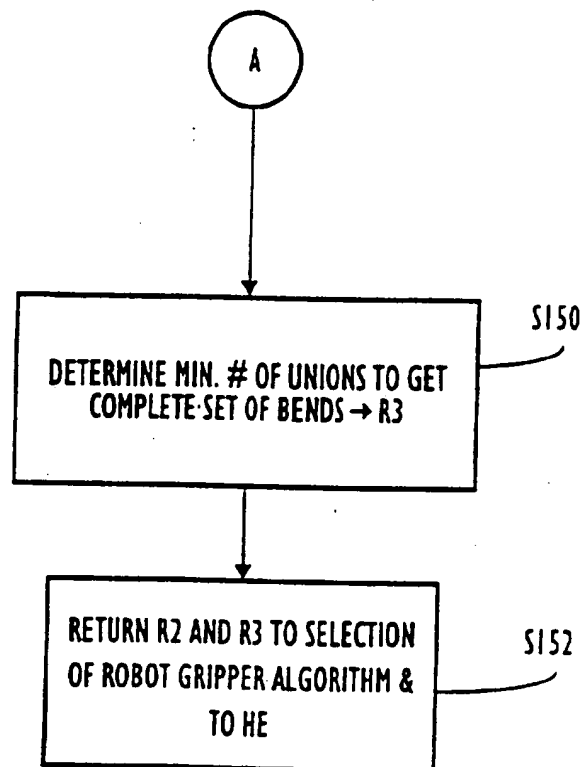 A
DETERMINE MIN. # OF UNIONS TO GET
COMPLETE SET OF BENDS → R3
S150
RETURN R2 AND R3 TO SELECTION
OF ROBOT GRIPPER ALGORITHM &
TO HE
S152